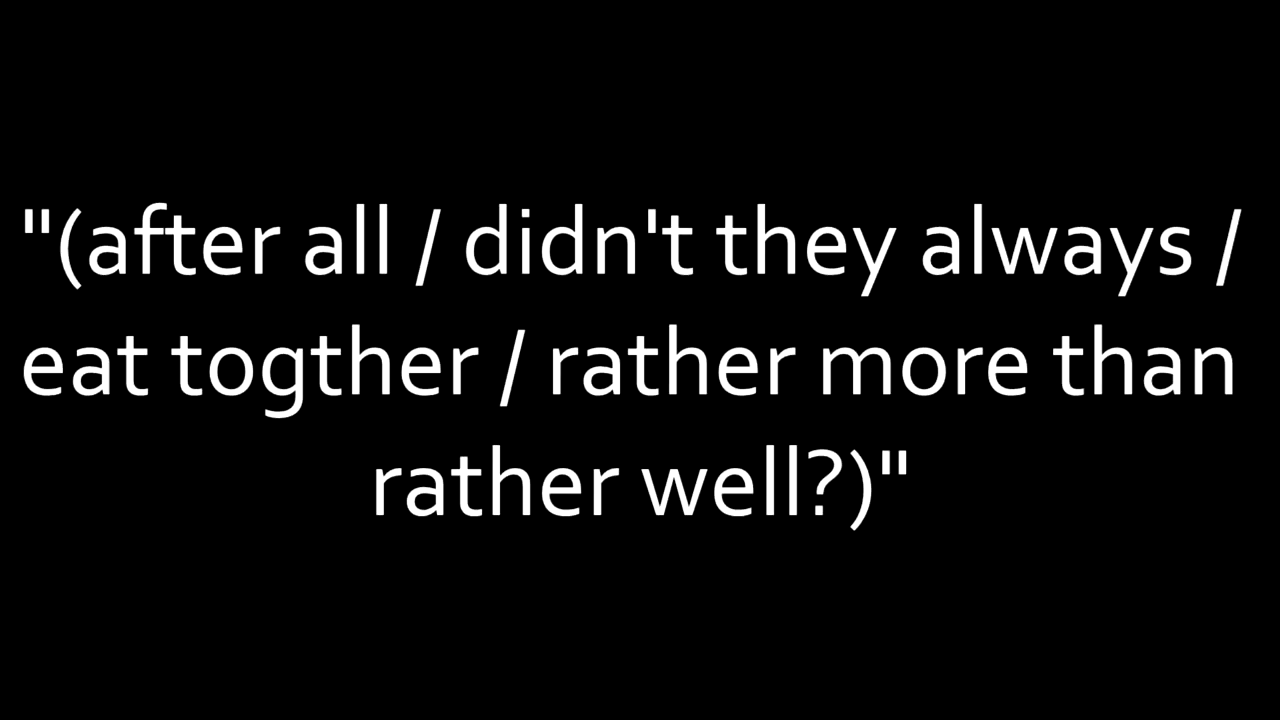 "(after all / didn't they always /
eat togther / rather more than
rather well?)"